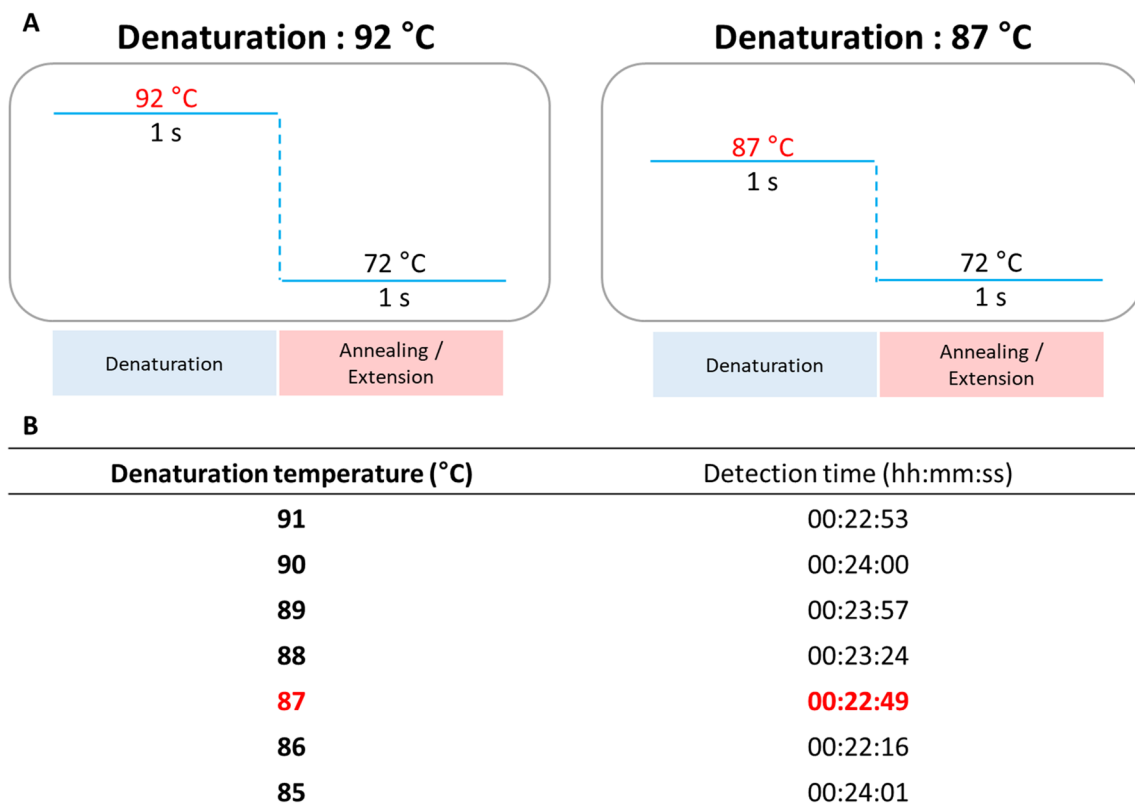 A
Denaturation : 92 °C
92 °C
1 s
72 °C
1 s
Denaturation
Annealing /
Extension
Denaturation : 87 °C
87 °C
1 s
72 °C
1 s
Denaturation
Annealing /
Extension
B
Denaturation temperature (°C) Detection time (hh:mm:ss)
91 00:22:53
90 00:24:00
89 00:23:57
88 00:23:24
87 00:22:49
86 00:22:16
85 00:24:01